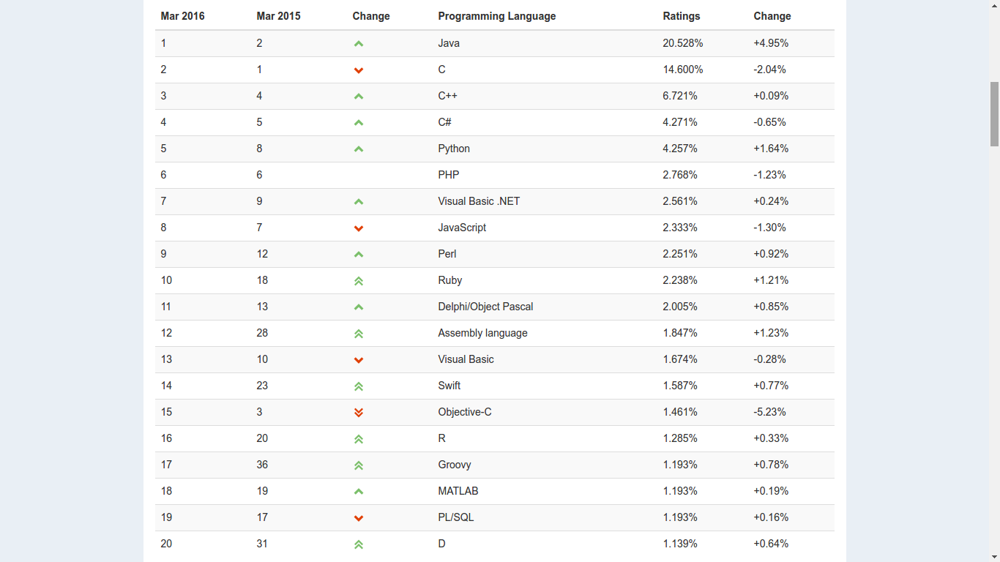 Mar 2016 Mar 2015 Change Programming Language Ratings Change
1 2 Java 20.528% +4.95%
2 1 C 14.600% -2.04%
3 4 C++ 6.721% +0.09%
4 5 C# 4.271% -0.65%
5 8 Python 4.257% +1.64%
6 6 PHP 2.768% -1.23%
7 9 Visual Basic .NET 2.561% +0.24%
8 7 JavaScript 2.333% -1.30%
9 12 Perl 2.251% +0.92%
10 18 Ruby 2.238% +1.21%
11 13 Delphi/Object Pascal 2.005% +0.85%
12 28 Assembly language 1.847% +1.23%
13 10 Visual Basic 1.674% -0.28%
14 23 Swift 1.587% +0.77%
15 3 Objective-C 1.461% -5.23%
16 20 R 1.285% +0.33%
17 36 Groovy 1.193% +0.78%
18 19 MATLAB 1.193% +0.19%
19 17 PL/SQL 1.193% +0.16%
20 31 D 1.139% +0.64%